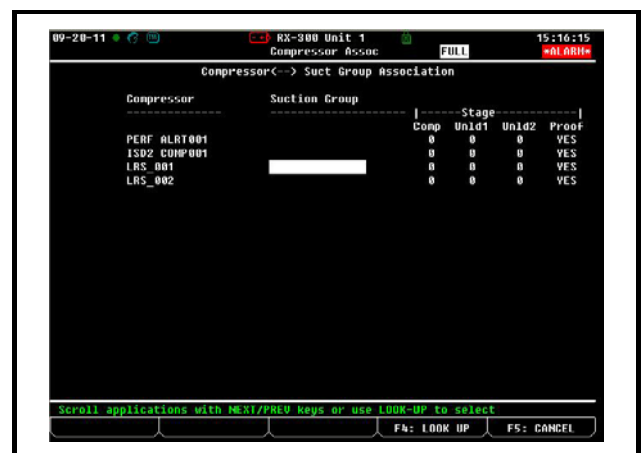 09-20-11 RX-300 Unit 1 15:16:15
Compressor Assoc FULL *ALARM*
Compressor<--> Suct Group Association
Compressor Suction Group
-------------- -------------------- |------Stage-----------|
Comp Unld1 Unld2 Proof
PERF ALRT001 0 0 0 YES
ISD2 COMP001 0 0 0 YES
LRS_001 0 0 0 YES
LRS_002 0 0 0 YES
Scroll applications with NEXT/PREV keys or use LOOK-UP to select
F4: LOOK UP F5: CANCEL